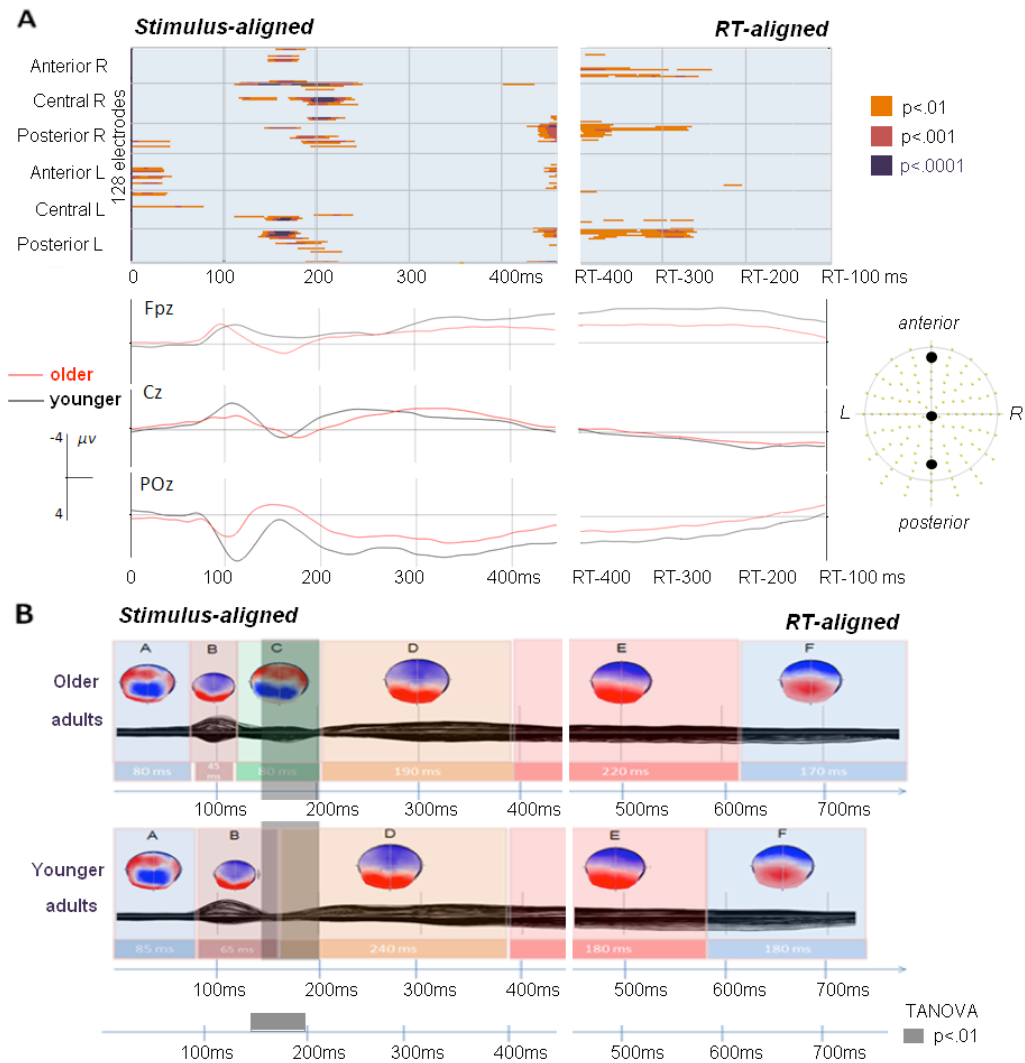 A
Stimulus-aligned RT-aligned
Anterior R
Central R
Posterior R
Anterior L
Central L
Posterior L
128 electrodes
p<.01
p<.001
p<.0001
0 100 200 400ms RT-400 RT-300 RT-200 RT-100 ms
Fpz
Cz
POz
older
younger
-4 μv
4
anterior
L R
posterior
0 100 200 300 400ms RT-400 RT-300 RT-200 RT-100 ms
B
Stimulus-aligned RT-aligned
Older adults
A B C D E F
80 ms 45 ms 80 ms 190 ms 220 ms 170 ms
100ms 200ms 300ms 400ms 500ms 600ms 700ms
Younger adults
A B D E F
85 ms 65 ms 240 ms 180 ms 180 ms
100ms 200ms 300ms 400ms 500ms 600ms 700ms
TANOVA
p<.01
100ms 200ms 300ms 400ms 500ms 600ms 700ms